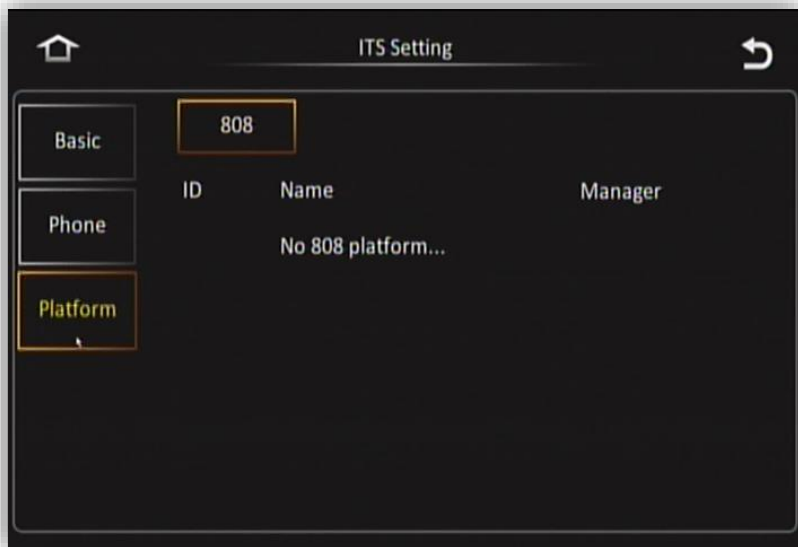 ITS Setting
Basic
Phone
Platform
808
ID Name Manager
No 808 platform...